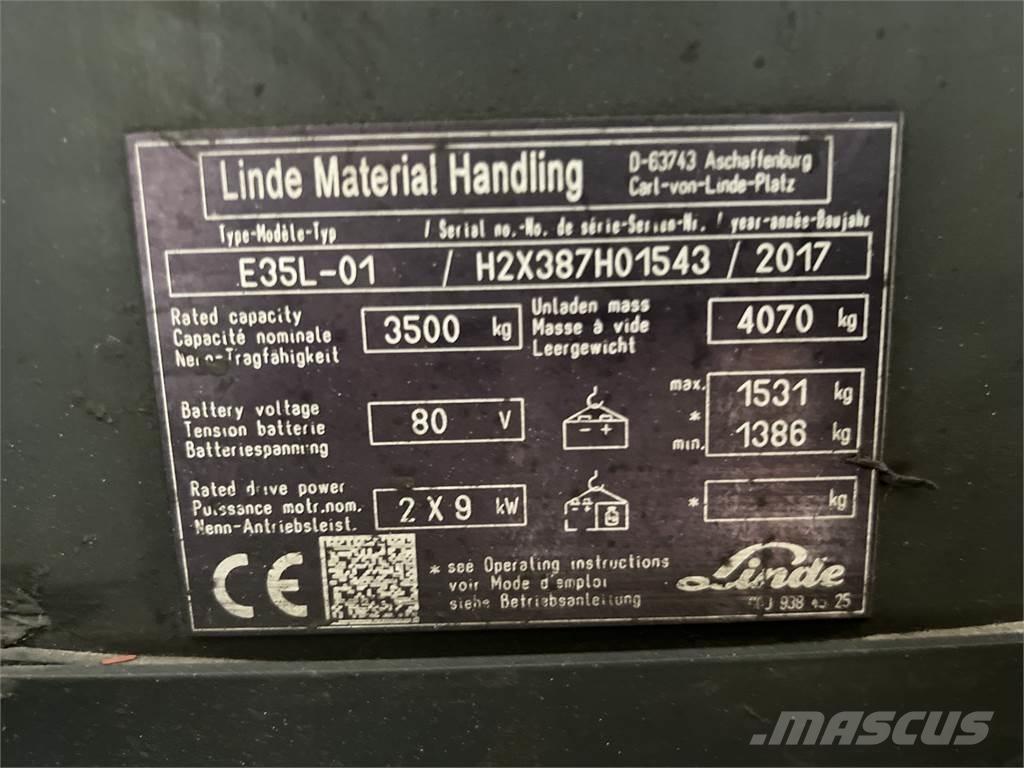 Linde Material Handling
D-63743 Aschaffenburg
Carl-von-Linde-Platz
Type-Modèle-Typ / Serial no.-No. de série-Serien-Nr. / year-année-Baujahr
E35L-01 / H2X387H01543 / 2017
Rated capacity
Capacité nominale
Nenn-Tragfähigkeit
3500 kg
Unladen mass
Masse à vide
Leergewicht
4070 kg
Battery voltage
Tension batterie
Batteriespannung
80 V
- +
max. 1531 kg
*
min. 1386 kg
Rated drive power
Puissance motr.nom.
Nenn-Antriebsleist.
2 X 9 kW
* kg
CE
* see Operating instructions
voir Mode d'emploi
siehe Betriebsanleitung
Linde
938 25
MASCUS